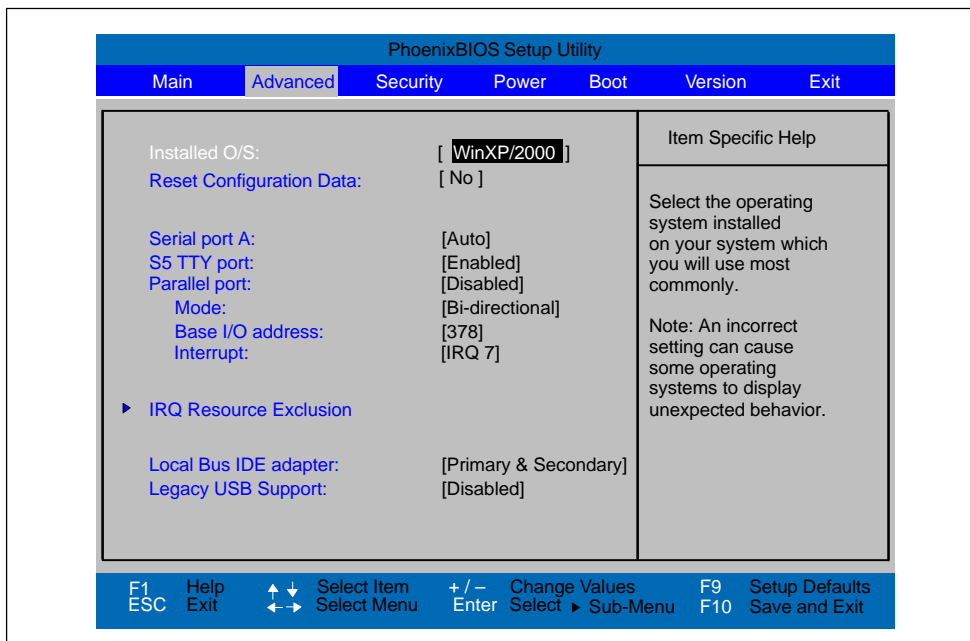 PhoenixBIOS Setup Utility
Main Advanced Security Power Boot Version Exit
Installed O/S: [ WinXP/2000 ]
Reset Configuration Data: [ No ]
Serial port A: [Auto]
S5 TTY port: [Enabled]
Parallel port: [Disabled]
Mode: [Bi-directional]
Base I/O address: [378]
Interrupt: [IRQ 7]
IRQ Resource Exclusion
Local Bus IDE adapter: [Primary & Secondary]
Legacy USB Support: [Disabled]
Item Specific Help
Select the operating
system installed
on your system which
you will use most
commonly.
Note: An incorrect
setting can cause
some operating
systems to display
unexpected behavior.
F1 Help Select Item + / – Change Values F9 Setup Defaults
ESC Exit Select Menu Enter Select Sub-Menu F10 Save and Exit